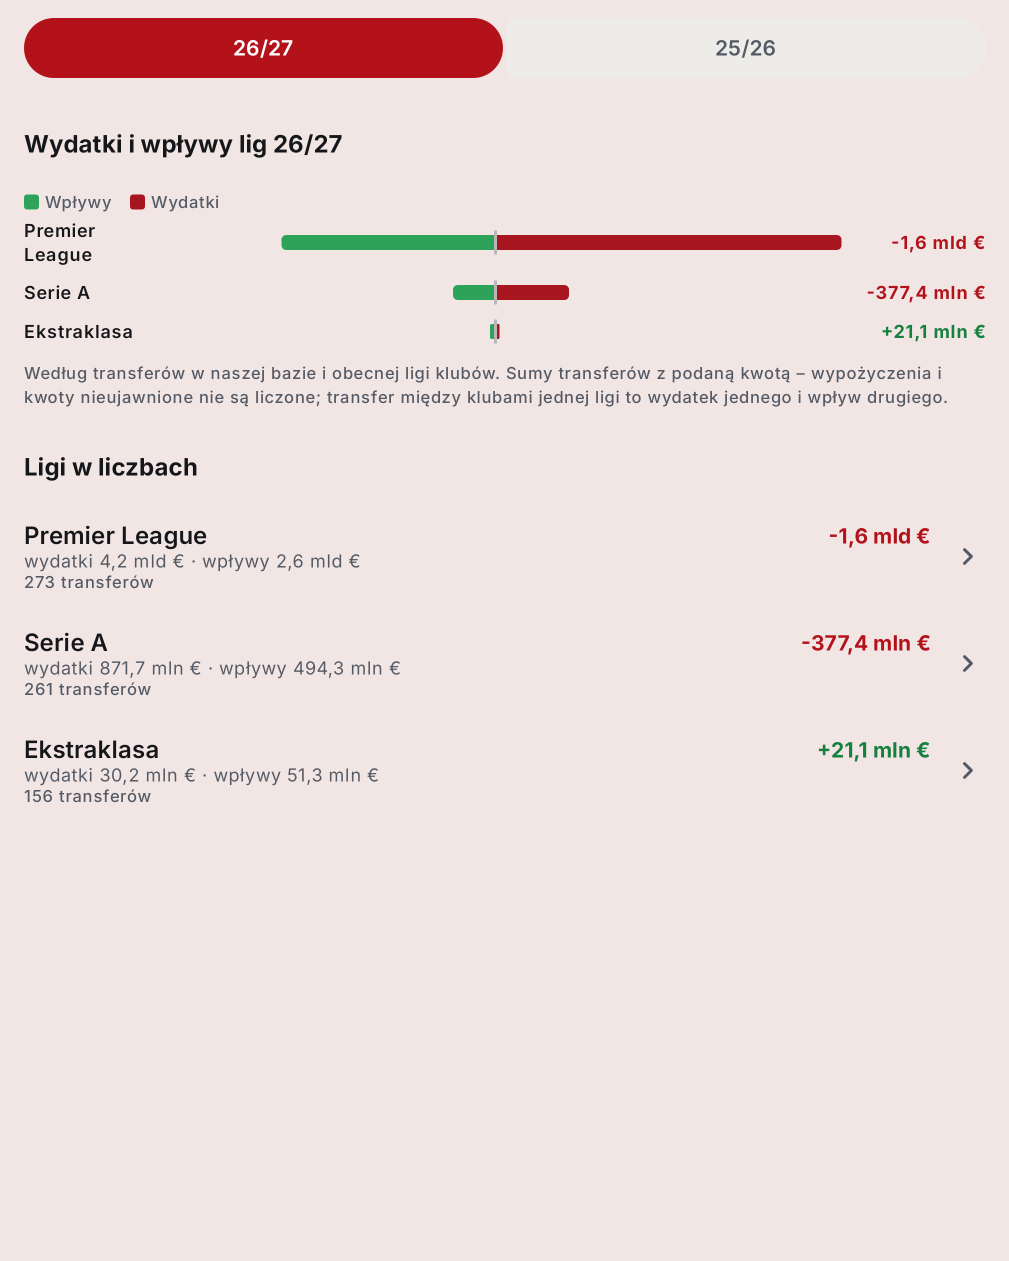 26/27
25/26
Wydatki i wpływy lig 26/27
Wpływy
Wydatki
Premier
League
-1,6 mld €
Serie A
-377,4 mln €
Ekstraklasa
+21,1 mln €
Według transferów w naszej bazie i obecnej ligi klubów. Sumy transferów z podaną kwotą – wypożyczenia i
kwoty nieujawnione nie są liczone; transfer między klubami jednej ligi to wydatek jednego i wpływ drugiego.
Ligi w liczbach
Premier League
-1,6 mld €
wydatki 4,2 mld € · wpływy 2,6 mld €
273 transferów
Serie A
-377,4 mln €
wydatki 871,7 mln € · wpływy 494,3 mln €
261 transferów
Ekstraklasa
+21,1 mln €
wydatki 30,2 mln € · wpływy 51,3 mln €
156 transferów